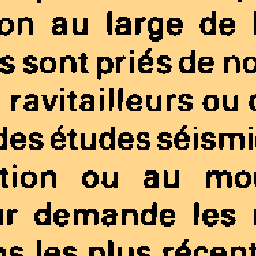 on au large de
s sont priés de no
ravitailleurs ou
des études séismi
tion ou au mou
ur demande les
ns les plus récent